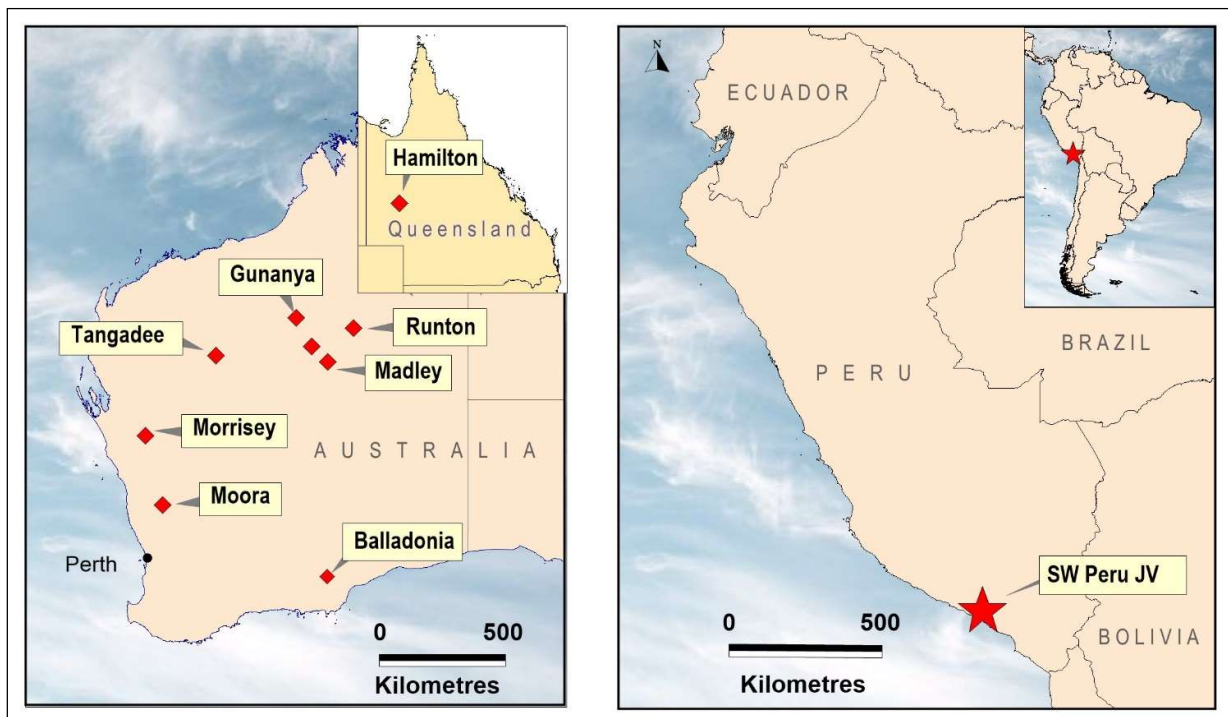 Hamilton
Queensland
Gunanya
Runton
Tangadee
Madley
Morrisey
AUSTRALIA
Moora
Balladonia
Perth
0 500
Kilometres
N
ECUADOR
BRAZIL
PERU
SW Peru JV
0 500
BOLIVIA
Kilometres